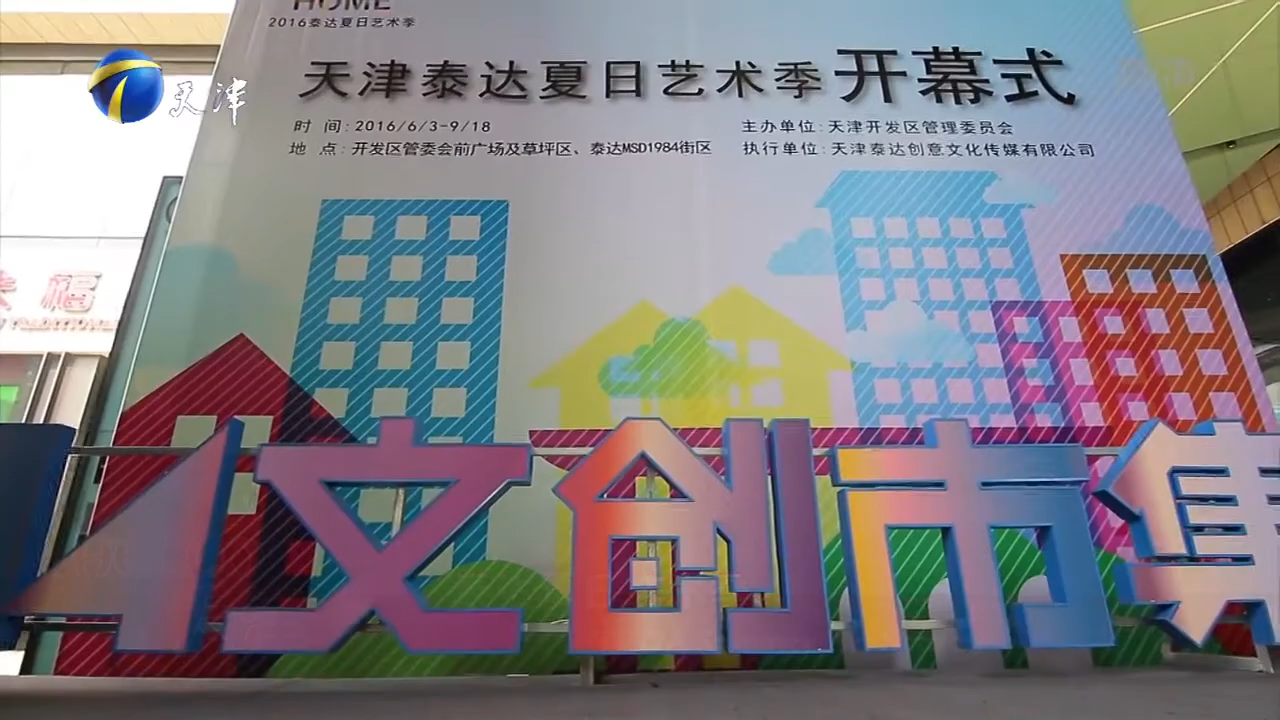 HOME
2016泰达夏日艺术季
天津泰达夏日艺术季开幕式
天津
时 间:2016/6/3-9/18
主办单位:天津开发区管理委员会
地 点:开发区管委会前广场及草坪区、泰达MSD1984街区
执行单位:天津泰达创意文化传媒有限公司
福
TRADITIONAL
文创市集